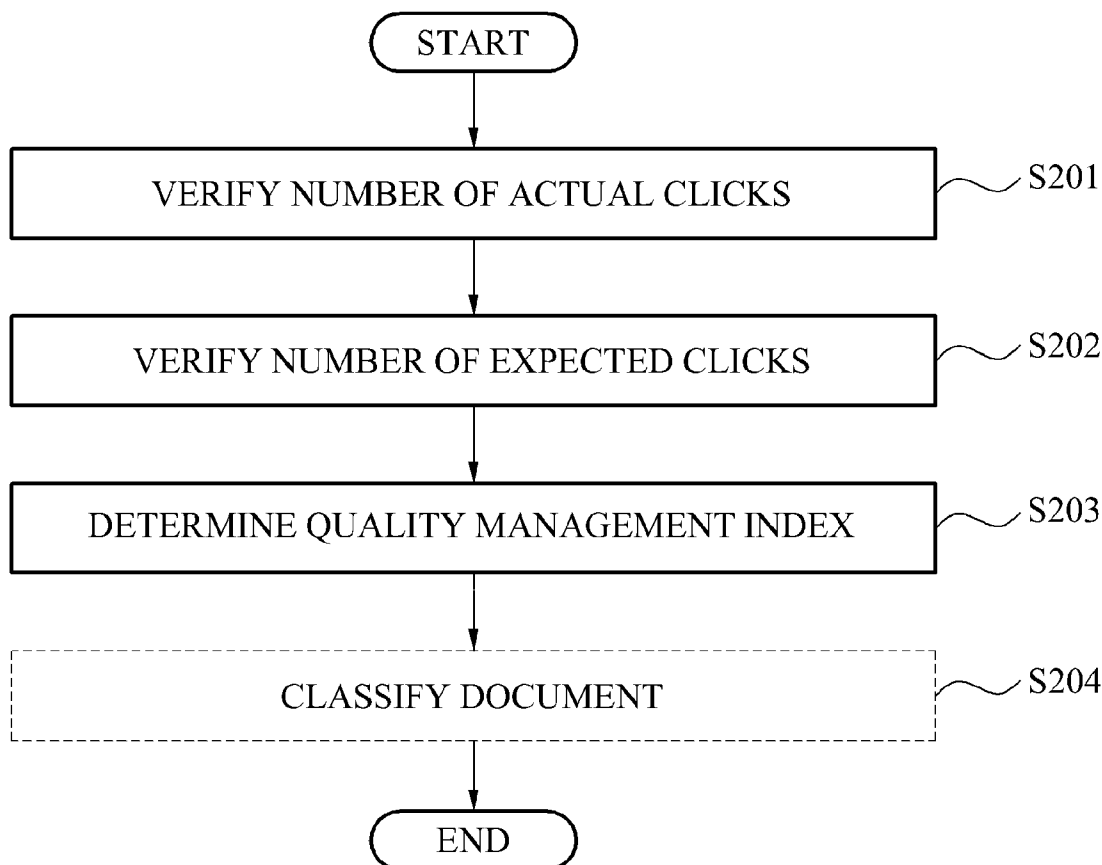 START
VERIFY NUMBER OF ACTUAL CLICKS
S201
VERIFY NUMBER OF EXPECTED CLICKS
S202
DETERMINE QUALITY MANAGEMENT INDEX
S203
CLASSIFY DOCUMENT
S204
END